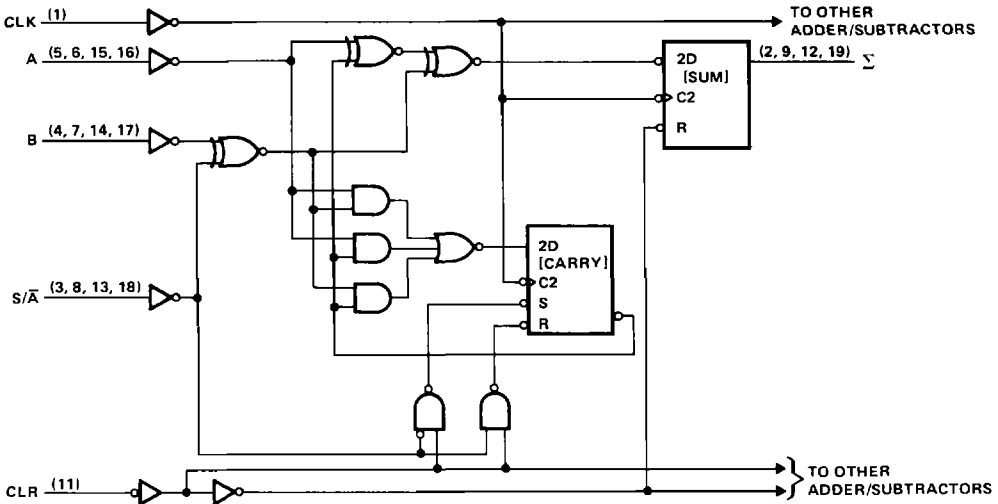 CLK (1)
TO OTHER
ADDER/SUBTRACTORS
A (5, 6, 15, 16)
2D
[SUM]
C2
R
(2, 9, 12, 19) Σ
B (4, 7, 14, 17)
2D
[CARRY]
C2
S
R
S/A̅ (3, 8, 13, 18)
CLR (11)
TO OTHER
ADDER/SUBTRACTORS